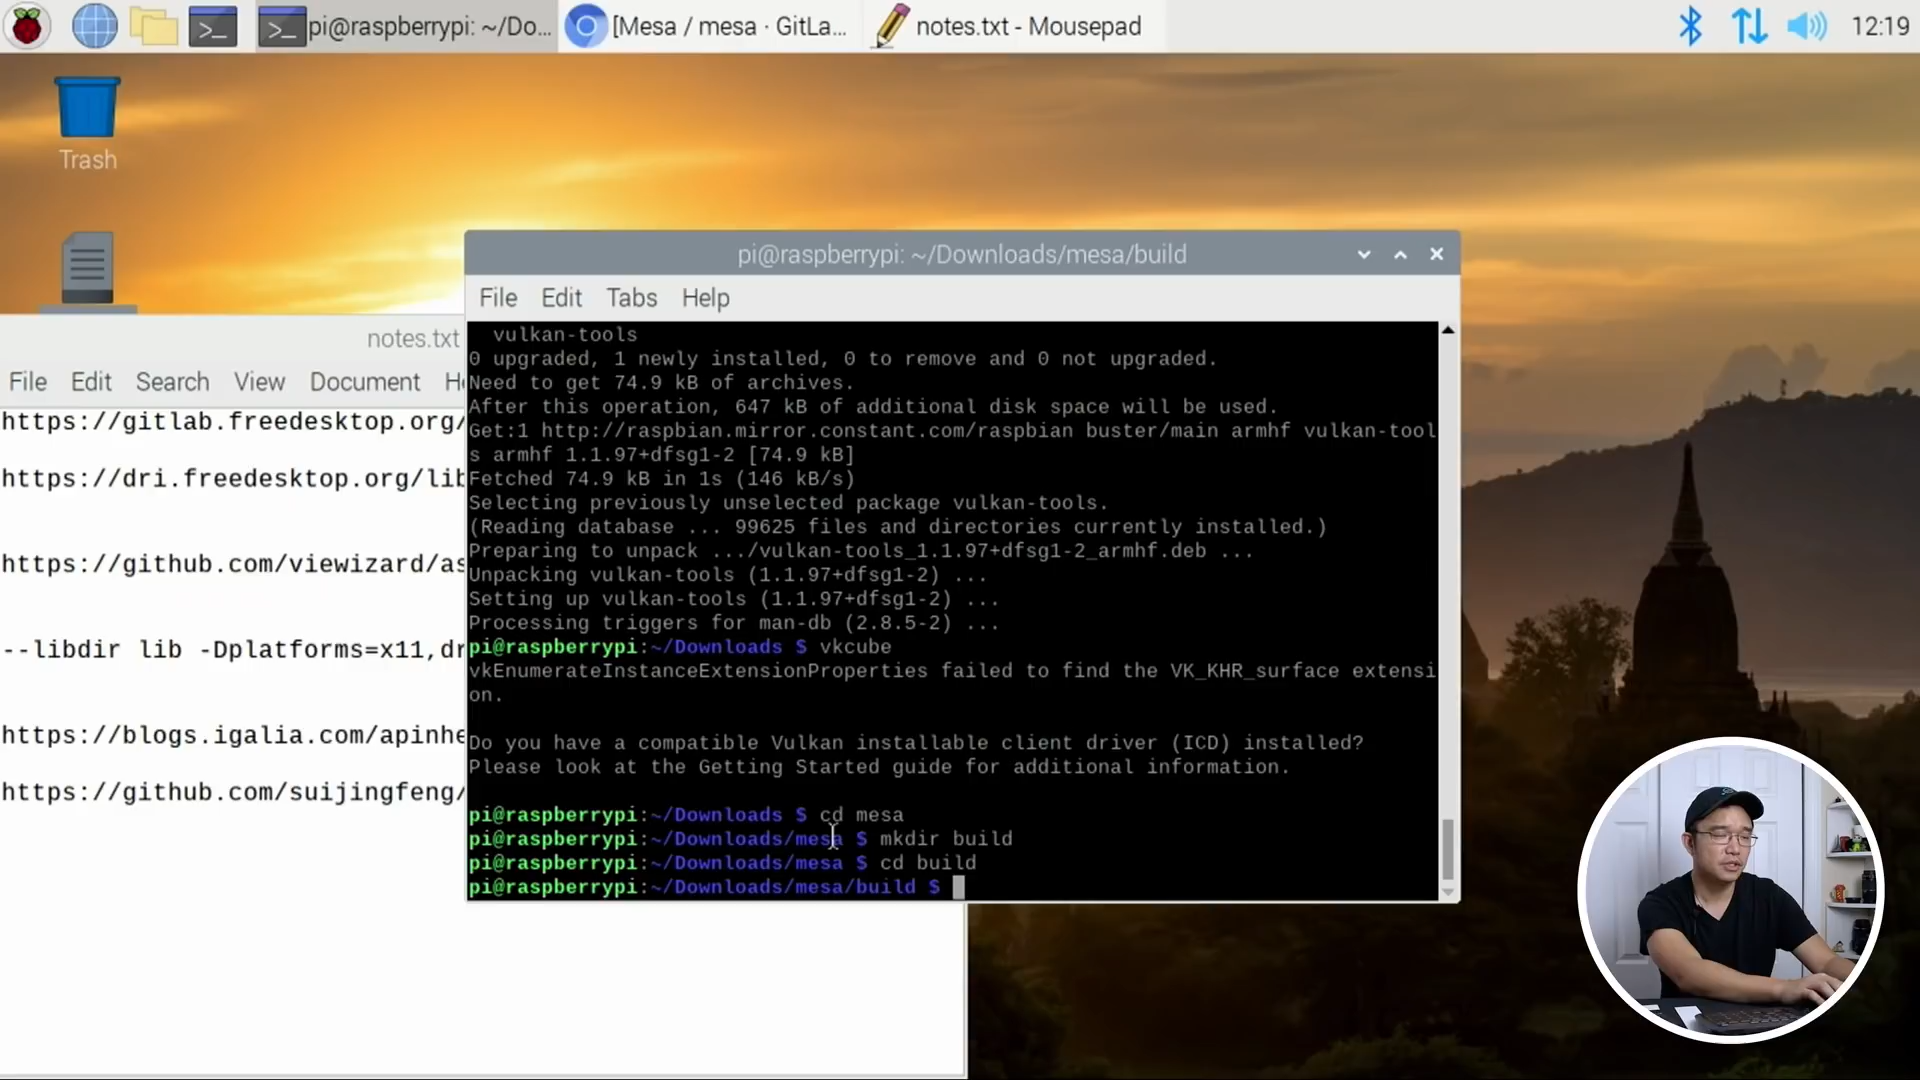 pi@raspberrypi: ~/Do...
[Mesa / mesa · GitLa...
notes.txt - Mousepad
12:19
Trash
pi@raspberrypi: ~/Downloads/mesa/build
File Edit Tabs Help
notes.txt
File Edit Search View Document
https://gitlab.freedesktop.org/
https://dri.freedesktop.org/lib
https://github.com/viewizard/as
--libdir lib -Dplatforms=x11,dr
https://blogs.igalia.com/apinhe
https://github.com/suijingfeng/
vulkan-tools
0 upgraded, 1 newly installed, 0 to remove and 0 not upgraded.
Need to get 74.9 kB of archives.
After this operation, 647 kB of additional disk space will be used.
Get:1 http://raspbian.mirror.constant.com/raspbian buster/main armhf vulkan-tool
s armhf 1.1.97+dfsg1-2 [74.9 kB]
Fetched 74.9 kB in 1s (146 kB/s)
Selecting previously unselected package vulkan-tools.
(Reading database ... 99625 files and directories currently installed.)
Preparing to unpack .../vulkan-tools_1.1.97+dfsg1-2_armhf.deb ...
Unpacking vulkan-tools (1.1.97+dfsg1-2) ...
Setting up vulkan-tools (1.1.97+dfsg1-2) ...
Processing triggers for man-db (2.8.5-2) ...
pi@raspberrypi:~/Downloads $ vkcube
vkEnumerateInstanceExtensionProperties failed to find the VK_KHR_surface extensi
on.
Do you have a compatible Vulkan installable client driver (ICD) installed?
Please look at the Getting Started guide for additional information.
pi@raspberrypi:~/Downloads $ cd mesa
pi@raspberrypi:~/Downloads/mesa $ mkdir build
pi@raspberrypi:~/Downloads/mesa $ cd build
pi@raspberrypi:~/Downloads/mesa/build $